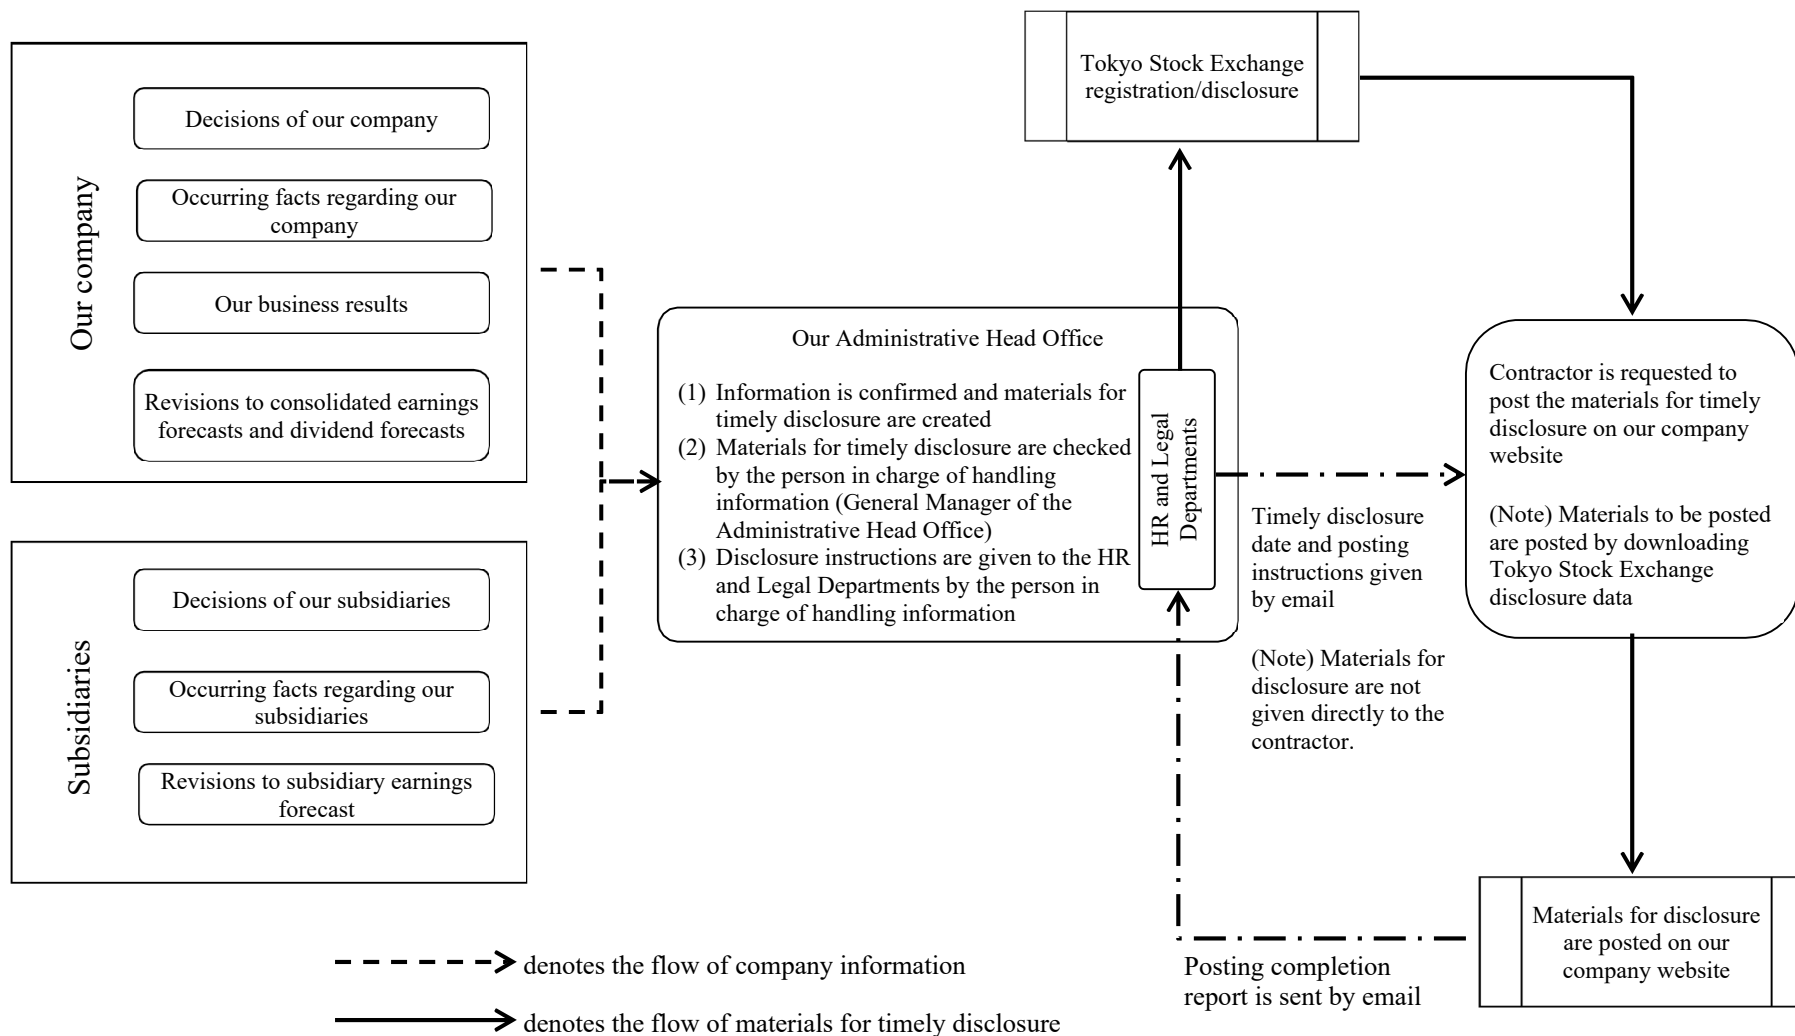 Our company
Decisions of our company
Occurring facts regarding our
company
Our business results
Revisions to consolidated earnings
forecasts and dividend forecasts
Subsidiaries
Decisions of our subsidiaries
Occurring facts regarding our
subsidiaries
Revisions to subsidiary earnings
forecast
Our Administrative Head Office
(1) Information is confirmed and materials for
timely disclosure are created
(2) Materials for timely disclosure are checked
by the person in charge of handling
information (General Manager of the
Administrative Head Office)
(3) Disclosure instructions are given to the HR
and Legal Departments by the person in
charge of handling information
HR and Legal
Departments
Tokyo Stock Exchange
registration/disclosure
Timely disclosure
date and posting
instructions given
by email
(Note) Materials for
disclosure are not
given directly to the
contractor.
Contractor is requested to
post the materials for timely
disclosure on our company
website
(Note) Materials to be posted
are posted by downloading
Tokyo Stock Exchange
disclosure data
Materials for disclosure
are posted on our
company website
Posting completion
report is sent by email
denotes the flow of company information
denotes the flow of materials for timely disclosure